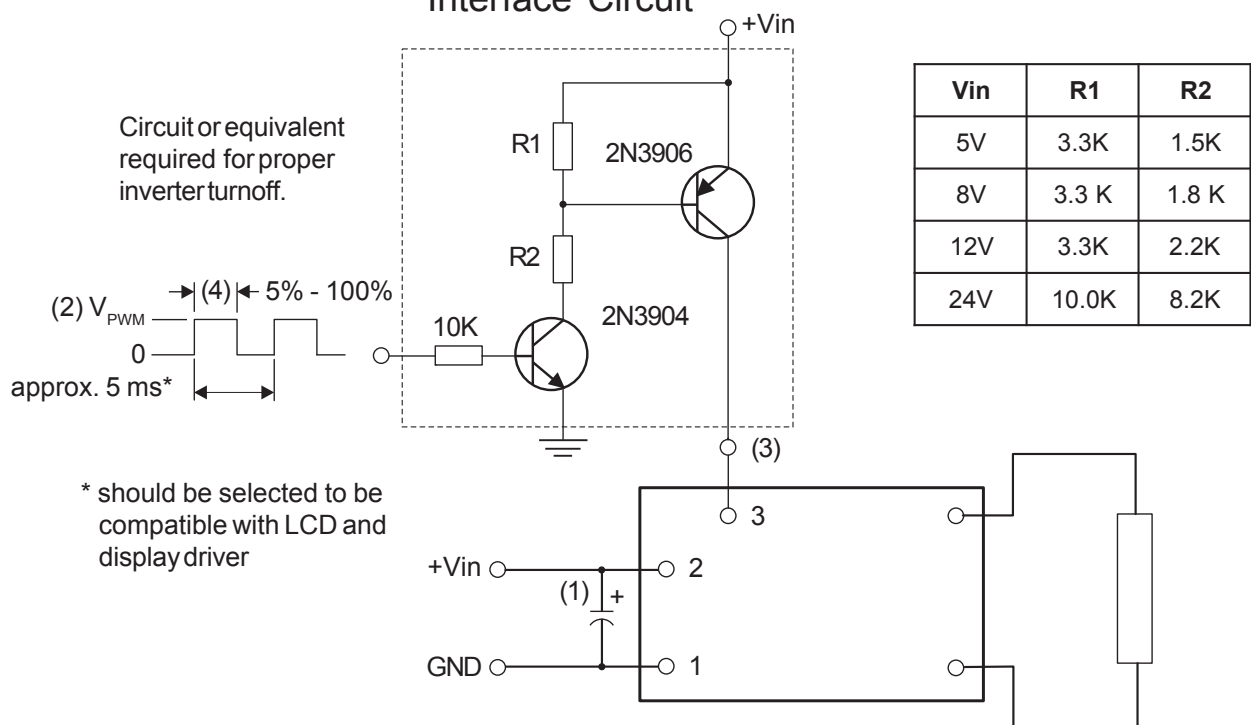 Interface Circuit
+Vin
Circuit or equivalent
required for proper
inverter turnoff.
R1
2N3906
R2
(2) VPWM
(4)
5% - 100%
0
10K
2N3904
approx. 5 ms*
(3)
* should be selected to be
compatible with LCD and
display driver
3
+Vin
2
(1)
+
GND
1
Vin R1 R2
5V 3.3K 1.5K
8V 3.3 K 1.8 K
12V 3.3K 2.2K
24V 10.0K 8.2K